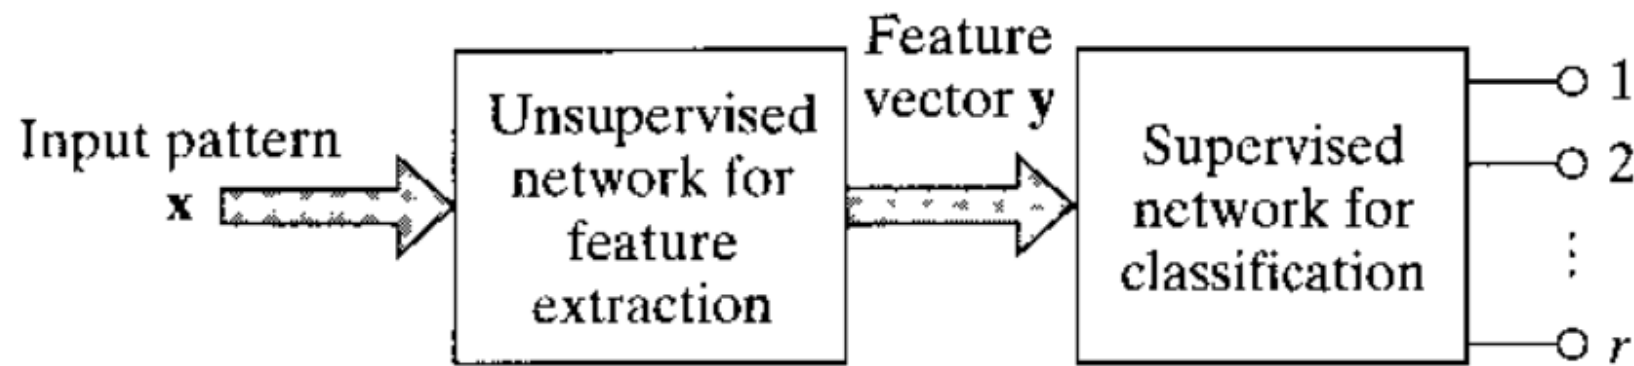 Input pattern
x
Unsupervised
network for
feature
extraction
Feature
vector y
Supervised
network for
classification
1
2
⋮
r